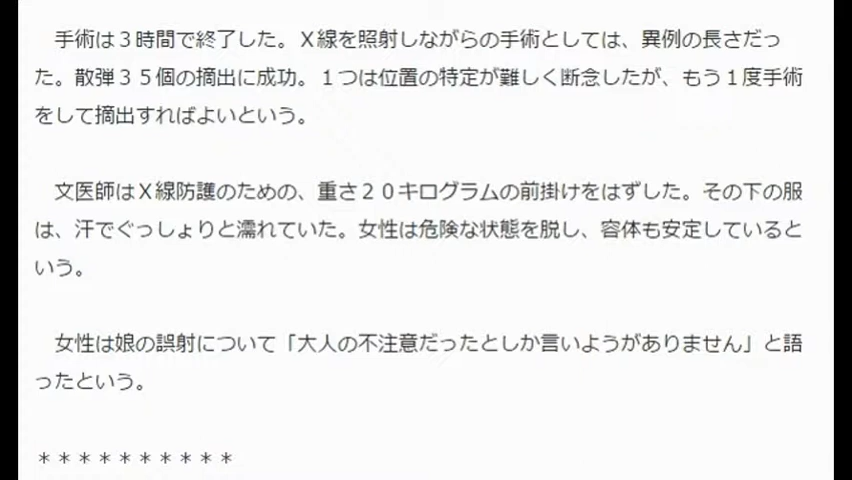 手術は３時間で終了した。Ｘ線を照射しながらの手術としては、異例の長さだっ
た。散弾３５個の摘出に成功。１つは位置の特定が難しく断念したが、もう１度手術
をして摘出すればよいという。
文医師はＸ線防護のための、重さ２０キログラムの前掛けをはずした。その下の服
は、汗でぐっしょりと濡れていた。女性は危険な状態を脱し、容体も安定していると
いう。
女性は娘の誤射について「大人の不注意だったとしか言いようがありません」と語
ったという。
＊＊＊＊＊＊＊＊＊＊